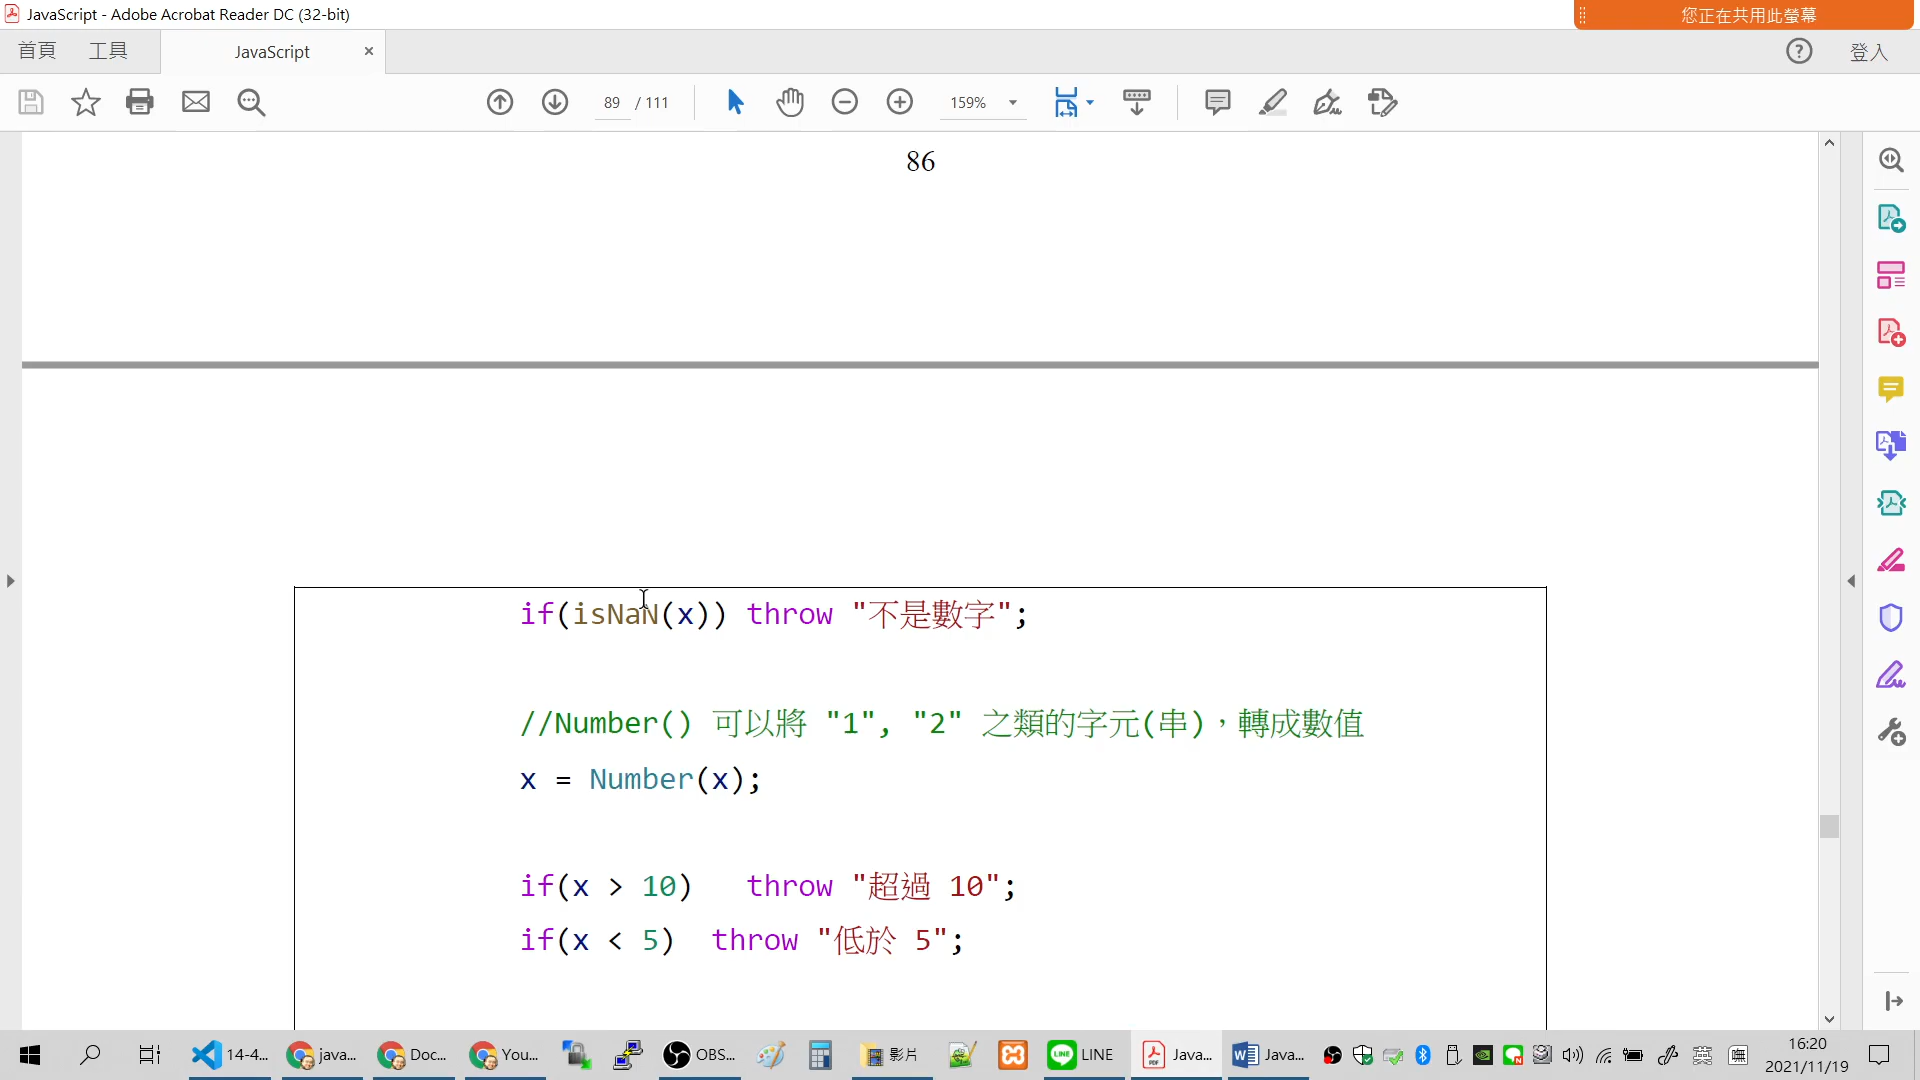 JavaScript - Adobe Acrobat Reader DC (32-bit)
您正在共用此螢幕
首頁
工具
JavaScript
登入
89 / 111
159%
86
if(isNaN(x)) throw "不是數字";
//Number() 可以將 "1", "2" 之類的字元(串)，轉成數值
x = Number(x);
if(x > 10)   throw "超過 10";
if(x < 5)  throw "低於 5";
14-4...
java...
Doc...
You...
OBS...
影片
LINE
Java...
Java...
英
16:20
2021/11/19